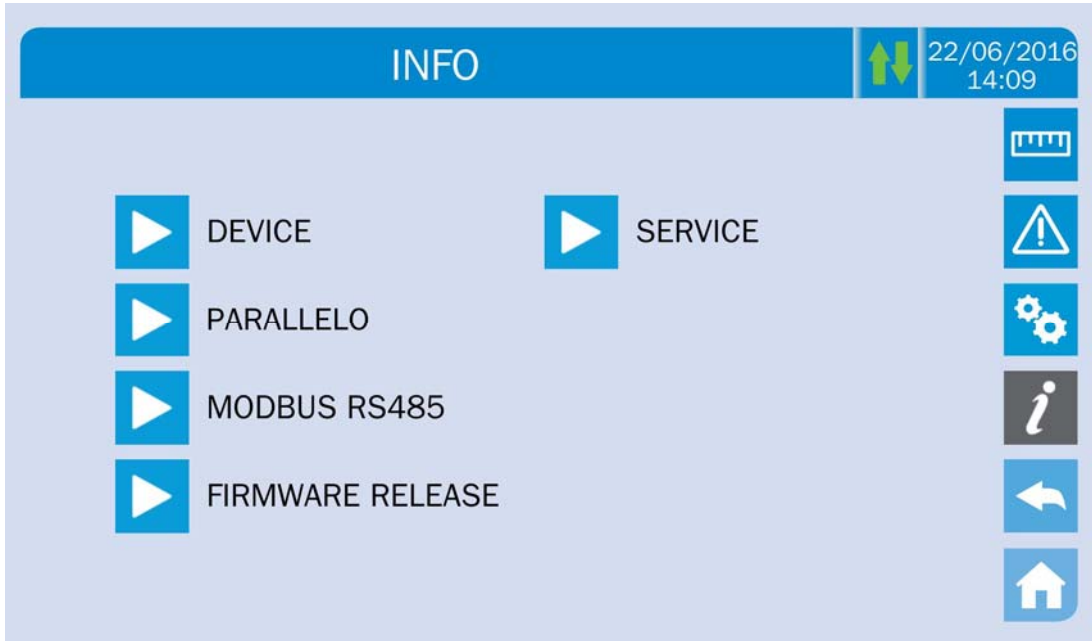 INFO
22/06/2016
14:09
DEVICE
SERVICE
PARALLELO
MODBUS RS485
FIRMWARE RELEASE
i